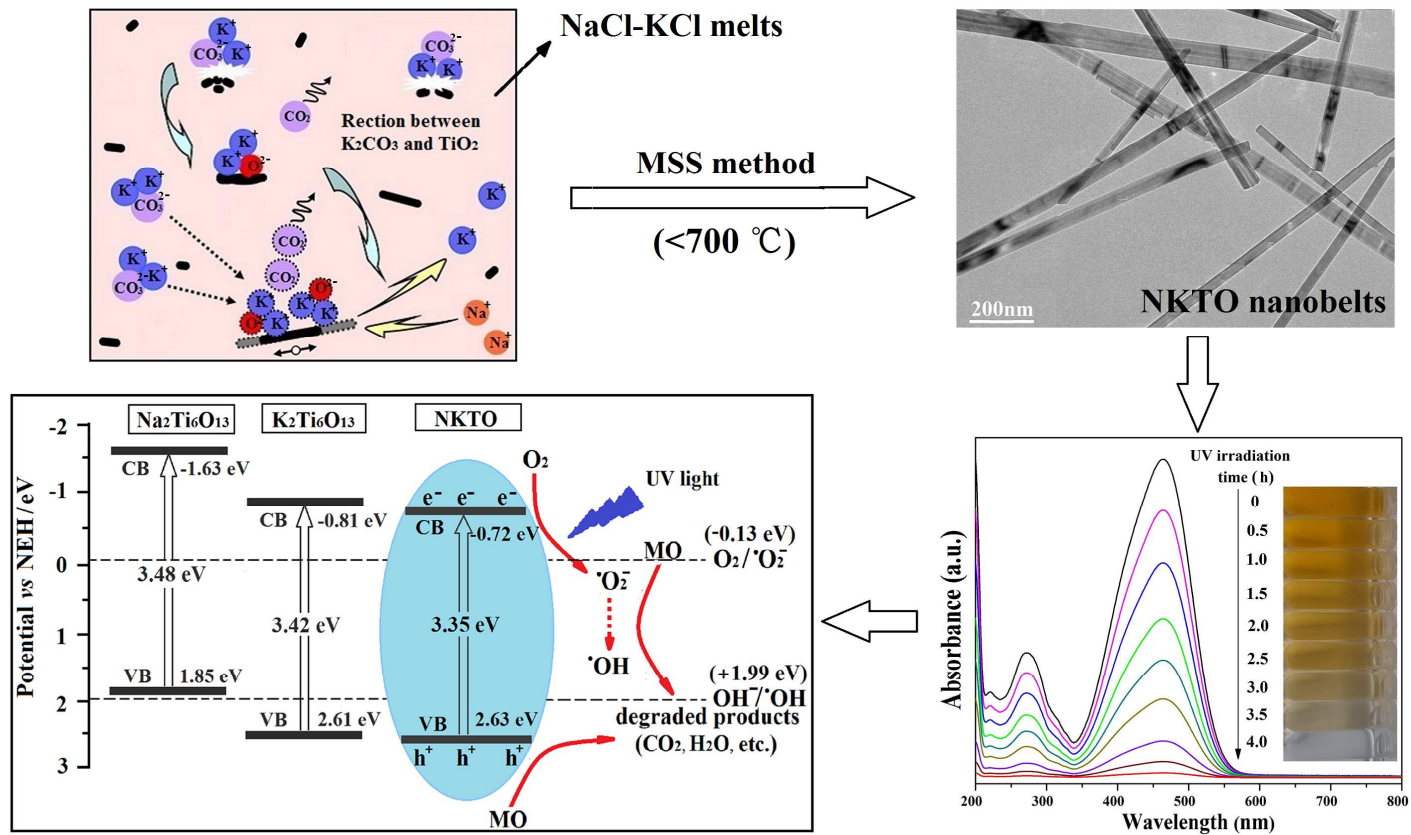 NaCl-KCl melts
K+
CO3 2-
K+
CO3 2-
K+
K+
CO2
Rection between
K2CO3 and TiO2
K+
K+
O2-
K+
K+
CO3 2-
K+
K+
K+
CO3 2-
K+
CO2
K+
CO2
O2-
K+
K+
K+
O2-
K+
Na+
Na+
MSS method
(<700 ℃)
200nm
NKTO nanobelts
Potential vs NEH/eV
-2
-1
0
1
2
3
Na2Ti6O13
K2Ti6O13
NKTO
CB -1.63 eV
3.48 eV
VB 1.85 eV
CB -0.81 eV
3.42 eV
VB 2.61 eV
e- e- e-
CB -0.72 eV
3.35 eV
VB 2.63 eV
h+ h+ h+
O2
UV light
MO
(-0.13 eV)
O2/•O2-
•O2-
•OH
(+1.99 eV)
OH-/•OH
degraded products
(CO2, H2O, etc.)
MO
Absorbance (a.u.)
UV irradiation
time (h)
0
0.5
1.0
1.5
2.0
2.5
3.0
3.5
4.0
200 300 400 500 600 700 800
Wavelength (nm)